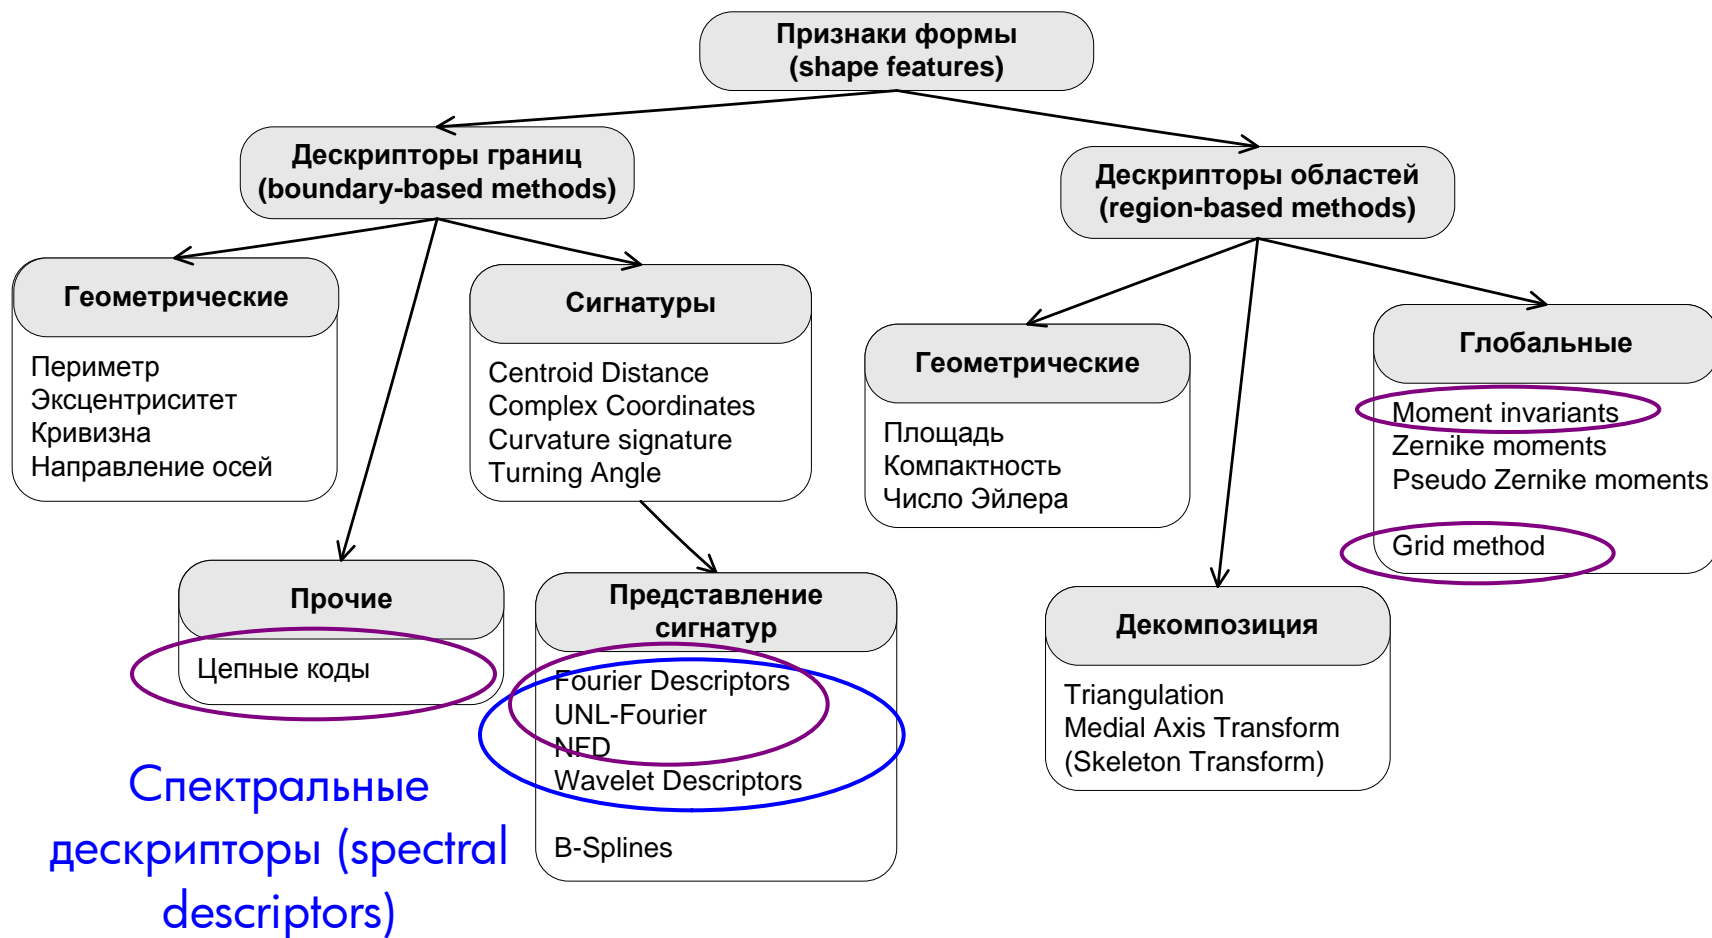 Признаки формы
(shape features)
Дескрипторы границ
(boundary-based methods)
Дескрипторы областей
(region-based methods)
Геометрические
Периметр
Эксцентриситет
Кривизна
Направление осей
Сигнатуры
Centroid Distance
Complex Coordinates
Curvature signature
Turning Angle
Геометрические
Площадь
Компактность
Число Эйлера
Глобальные
Moment invariants
Zernike moments
Pseudo Zernike moments
Grid method
Прочие
Цепные коды
Представление
сигнатур
Fourier Descriptors
UNL-Fourier
NFD
Wavelet Descriptors
B-Splines
Декомпозиция
Triangulation
Medial Axis Transform
(Skeleton Transform)
Спектральные
дескрипторы (spectral
descriptors)